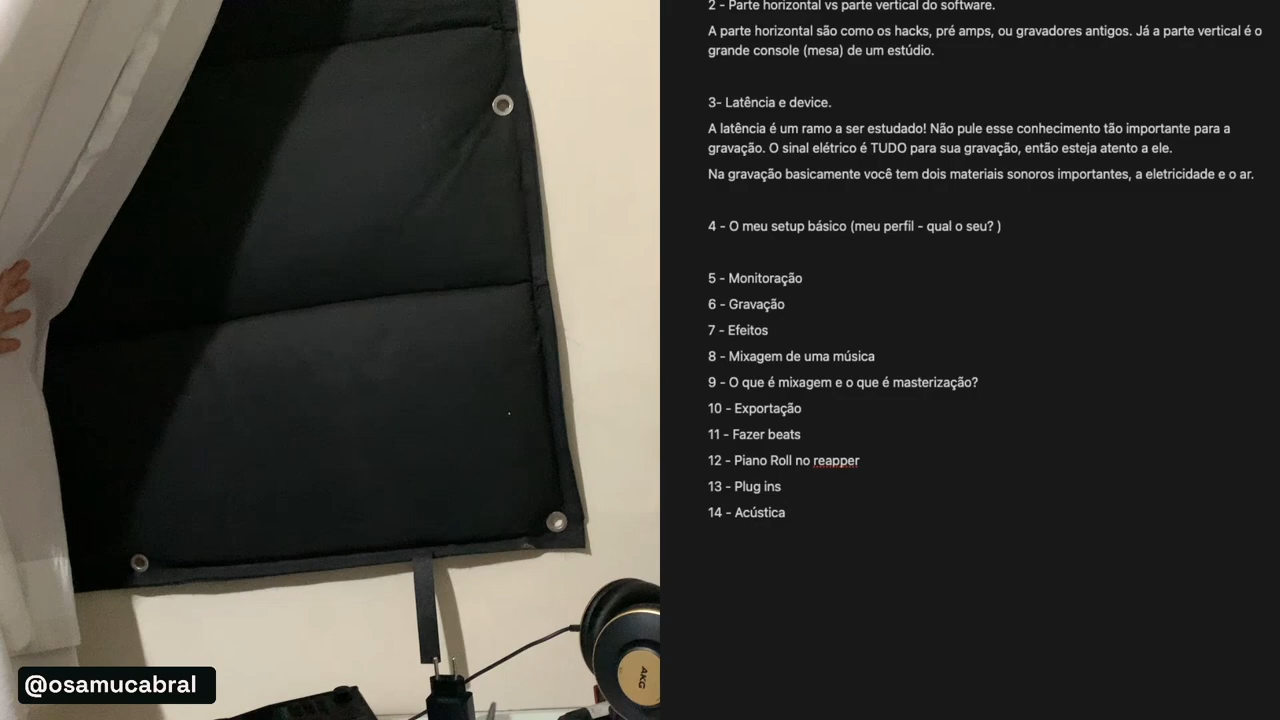 2 - Parte horizontal vs parte vertical do software.
A parte horizontal são como os hacks, pré amps, ou gravadores antigos. Já a parte vertical é o
grande console (mesa) de um estúdio.
3- Latência e device.
A latência é um ramo a ser estudado! Não pule esse conhecimento tão importante para a
gravação. O sinal elétrico é TUDO para sua gravação, então esteja atento a ele.
Na gravação basicamente você tem dois materiais sonoros importantes, a eletricidade e o ar.
4 - O meu setup básico (meu perfil - qual o seu? )
5 - Monitoração
6 - Gravação
7 - Efeitos
8 - Mixagem de uma música
9 - O que é mixagem e o que é masterização?
10 - Exportação
11 - Fazer beats
12 - Piano Roll no reapper
13 - Plug ins
14 - Acústica
AKG
@osamucabral